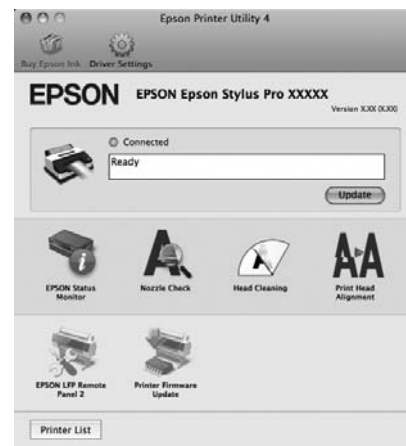 Epson Printer Utility 4
Buy Epson Ink Driver Settings
EPSON EPSON Epson Stylus Pro XXXXX
Version X.XX (X.XX)
Connected
Ready
Update
EPSON Status Monitor
Nozzle Check
Head Cleaning
Print Head Alignment
EPSON LFP Remote Panel 2
Printer Firmware Update
Printer List